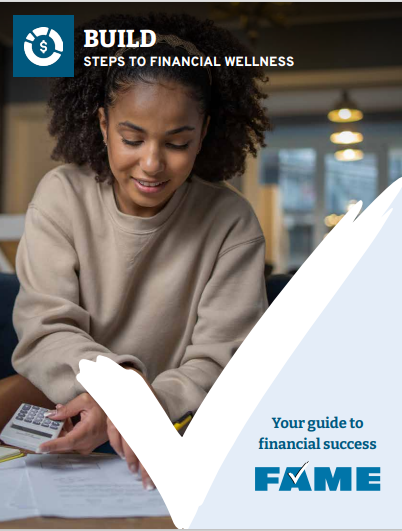 $
BUILD
STEPS TO FINANCIAL WELLNESS
Your guide to
financial success
FAME